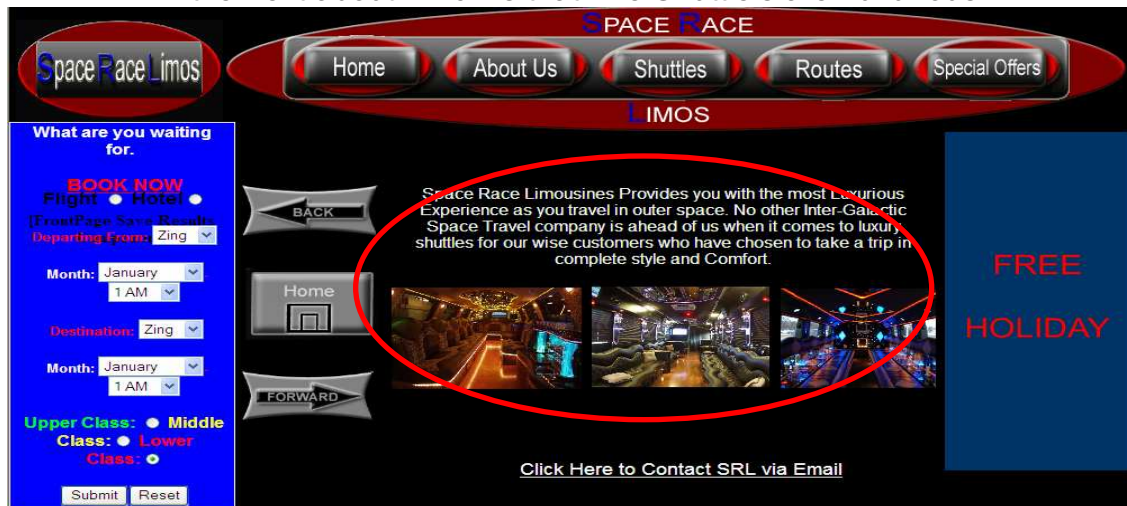 SPACE RACE
Space Race Limos
Home
About Us
Shuttles
Routes
Special Offers
LIMOS
What are you waiting
for.
BOOK NOW
Flight Hotel
[FrontPage Save Results
Departing From: Zing
Month: January
1 AM
Destination: Zing
Month: January
1 AM
Upper Class: Middle
Class: Lower
Class:
Submit Reset
BACK
Home
FORWARD
Space Race Limousines Provides you with the most Luxurious
Experience as you travel in outer space. No other Inter-Galactic
Space Travel company is ahead of us when it comes to luxury
shuttles for our wise customers who have chosen to take a trip in
complete style and Comfort.
Click Here to Contact SRL via Email
FREE
HOLIDAY